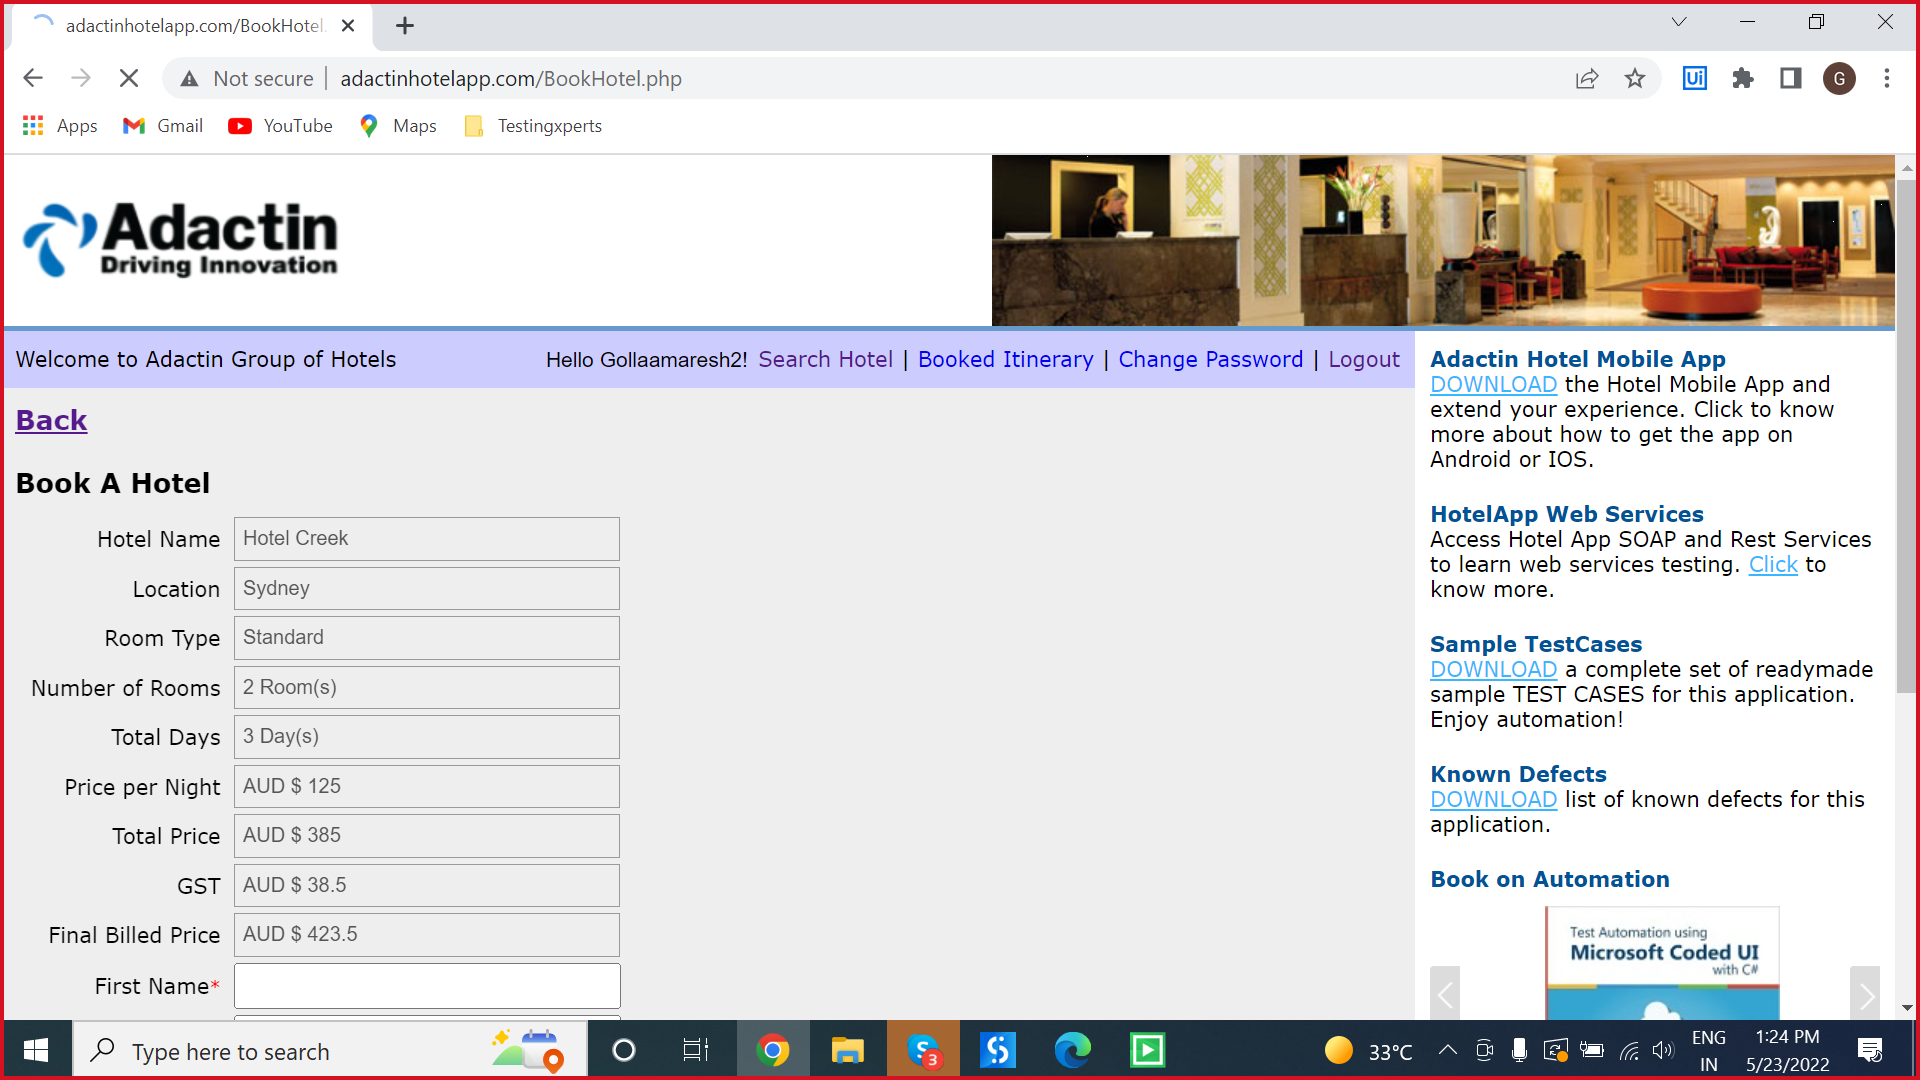 adactinhotelapp.com/BookHotel.
Not secure
adactinhotelapp.com/BookHotel.php
Ui
G
Apps
Gmail
YouTube
Maps
Testingxperts
Adactin
Driving Innovation
Welcome to Adactin Group of Hotels
Hello Gollaamaresh2! Search Hotel | Booked Itinerary | Change Password | Logout
Back
Book A Hotel
Hotel Name Hotel Creek
Location Sydney
Room Type Standard
Number of Rooms 2 Room(s)
Total Days 3 Day(s)
Price per Night AUD $ 125
Total Price AUD $ 385
GST AUD $ 38.5
Final Billed Price AUD $ 423.5
First Name*
Adactin Hotel Mobile App
DOWNLOAD the Hotel Mobile App and
extend your experience. Click to know
more about how to get the app on
Android or IOS.
HotelApp Web Services
Access Hotel App SOAP and Rest Services
to learn web services testing. Click to
know more.
Sample TestCases
DOWNLOAD a complete set of readymade
sample TEST CASES for this application.
Enjoy automation!
Known Defects
DOWNLOAD list of known defects for this
application.
Book on Automation
Test Automation using
Microsoft Coded UI
with C#
Type here to search
S
3
33°C
ENG
IN
1:24 PM
5/23/2022